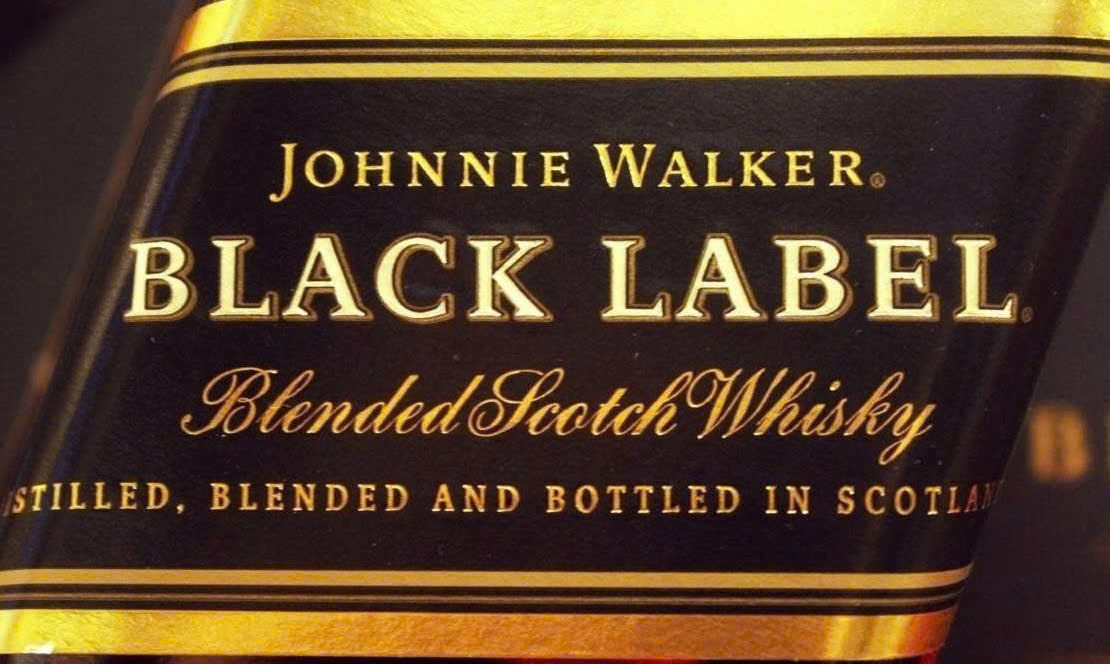 JOHNNIE WALKER®
BLACK LABEL®
Blended Scotch Whisky
BLENDED AND BOTTLED IN